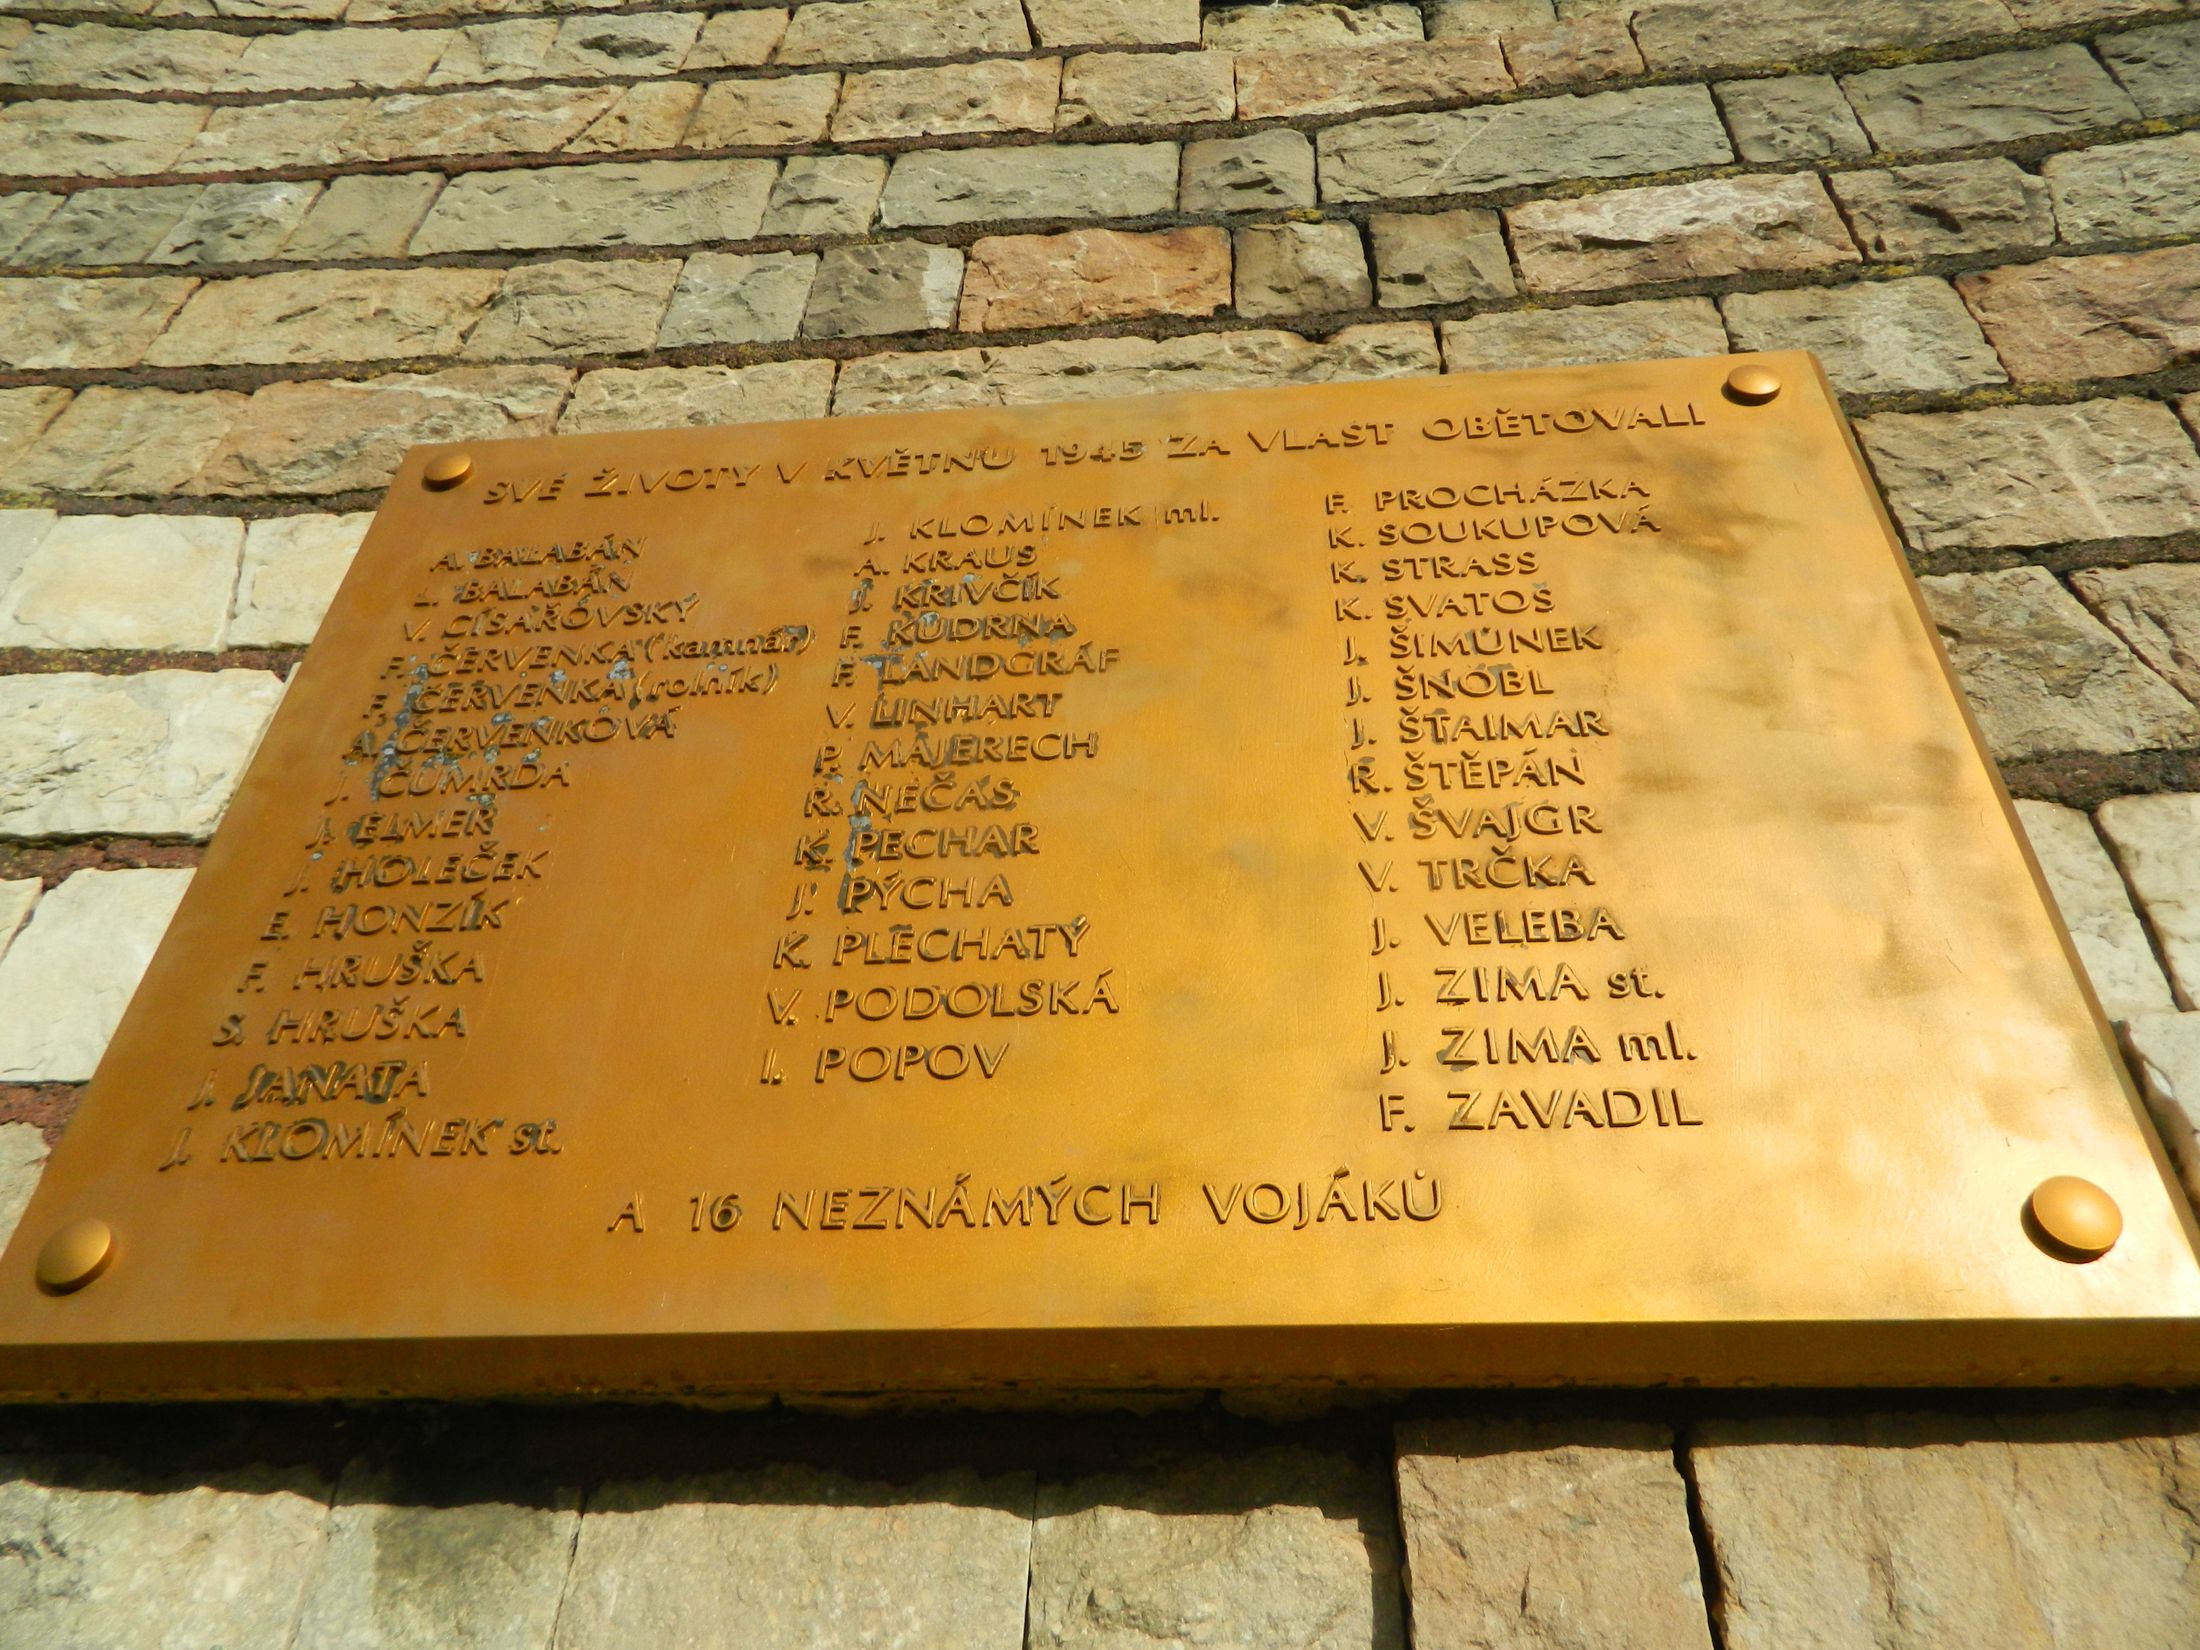 SVÉ ŽIVOTY V KVĚTNU 1945 ZA VLAST OBĚTOVALI
A. BALABÁN
L. BALABÁN
V. CÍSAŘOVSKÝ
F. ČERVENKA (kamnář)
F. ČERVENKA (rolník)
A. ČERVENKOVÁ
J. ČUMRDA
J. ELMER
J. HOLEČEK
E. HONZÍK
F. HRUŠKA
S. HRUŠKA
J. JANATA
J. KLOMÍNEK st.
J. KLOMÍNEK ml.
A. KRAUS
J. KRIVČÍK
F. KUDRNA
F. LANDGRÁF
V. LINHART
P. MAJERECH
R. NEČAS
K. PECHAR
J. PÝCHA
K. PLECHATÝ
V. PODOLSKÁ
I. POPOV
F. PROCHÁZKA
K. SOUKUPOVÁ
K. STRASS
K. SVATOŠ
J. ŠIMŮNEK
J. ŠNOBL
J. ŠTAIMAR
R. ŠTĚPÁN
V. ŠVAJGR
V. TRČKA
J. VELEBA
J. ZIMA st.
J. ZIMA ml.
F. ZAVADIL
A 16 NEZNÁMÝCH VOJÁKŮ